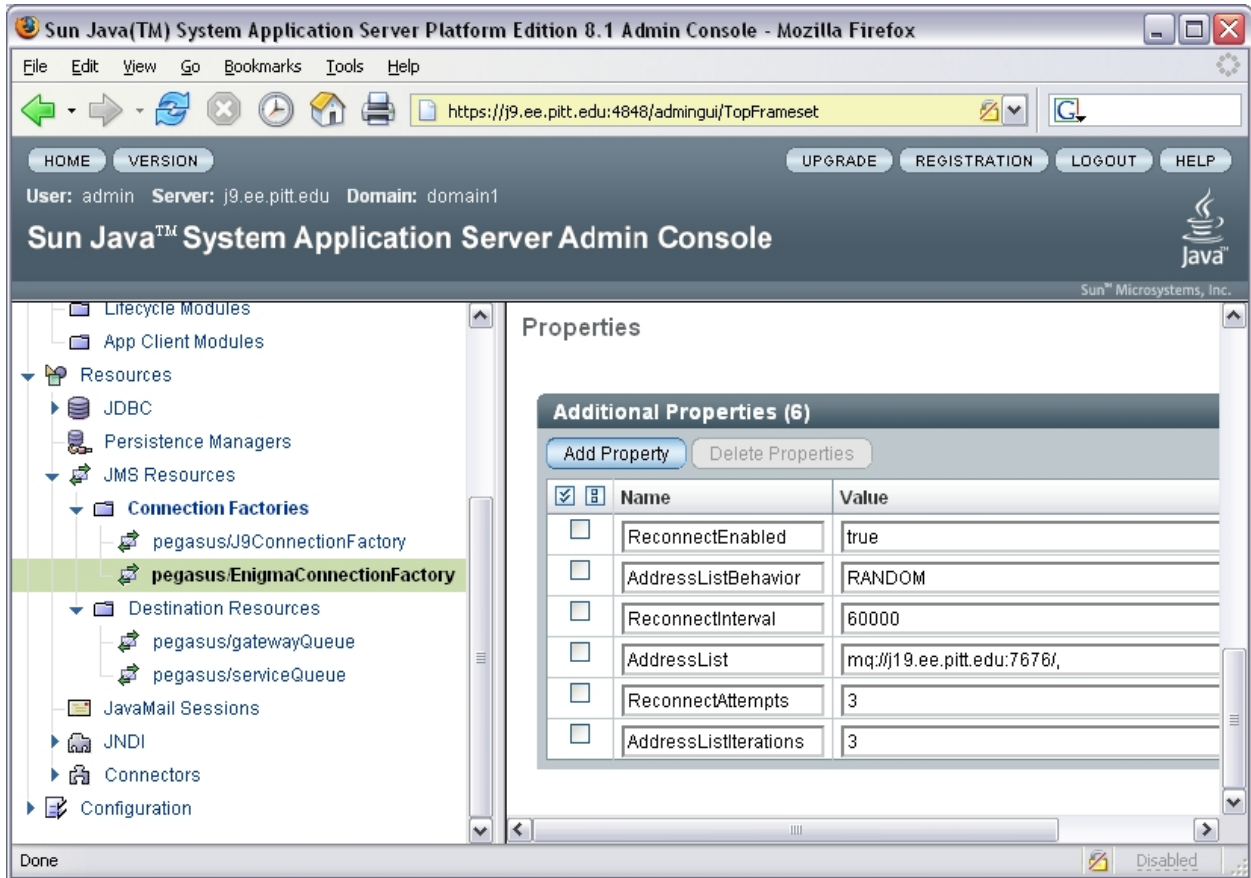 Sun Java(TM) System Application Server Platform Edition 8.1 Admin Console - Mozilla Firefox
File Edit View Go Bookmarks Tools Help
https://j9.ee.pitt.edu:4848/admingui/TopFrameset
G
HOME VERSION UPGRADE REGISTRATION LOGOUT HELP
User: admin Server: j9.ee.pitt.edu Domain: domain1
Sun Java™ System Application Server Admin Console
Java™
Sun™ Microsystems, Inc.
Lifecycle Modules
App Client Modules
Resources
JDBC
Persistence Managers
JMS Resources
Connection Factories
pegasus/J9ConnectionFactory
pegasus/EnigmaConnectionFactory
Destination Resources
pegasus/gatewayQueue
pegasus/serviceQueue
JavaMail Sessions
JNDI
Connectors
Configuration
Properties
Additional Properties (6)
Add Property Delete Properties
Name Value
ReconnectEnabled true
AddressListBehavior RANDOM
ReconnectInterval 60000
AddressList mq://j19.ee.pitt.edu:7676/,
ReconnectAttempts 3
AddressListIterations 3
Done Disabled